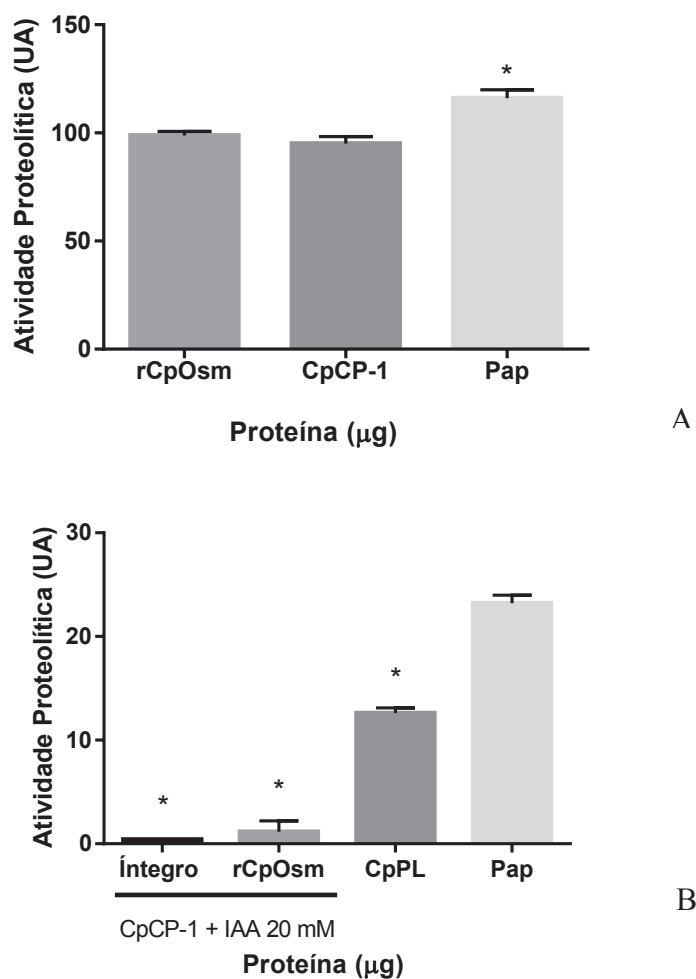 Atividade Proteolítica (UA)
150
100
50
0
*
rCpOsm CpCP-1 Pap
Proteína (μg)
A
Atividade Proteolítica (UA)
30
20
10
0
* * *
Íntegro rCpOsm CpPL Pap
CpCP-1 + IAA 20 mM
Proteína (μg)
B